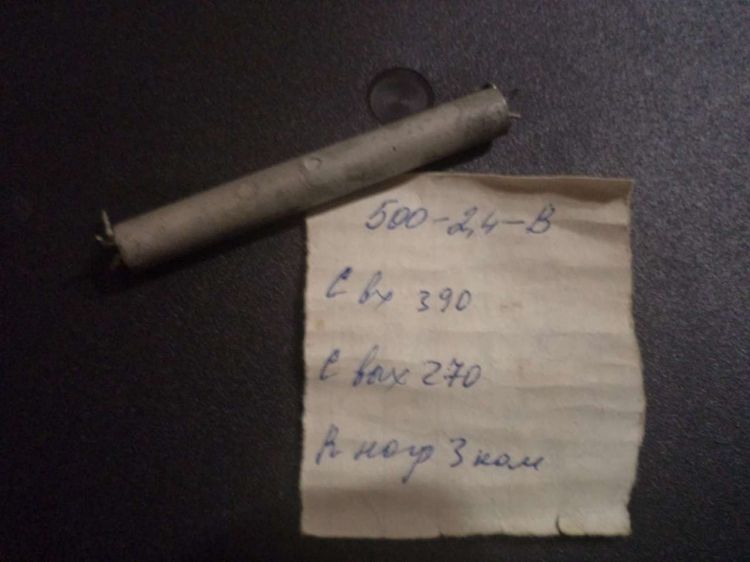 500-2,4-В
С вх 390
С вых 270
R нагр 3 ком